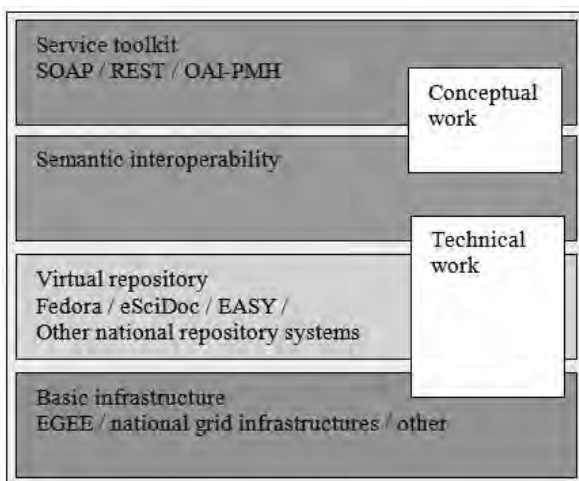 Service toolkit
SOAP / REST / OAI-PMH
Conceptual
work
Semantic interoperability
Technical
work
Virtual repository
Fedora / eSciDoc / EASY /
Other national repository systems
Basic infrastructure
EGEE / national grid infrastructures / other